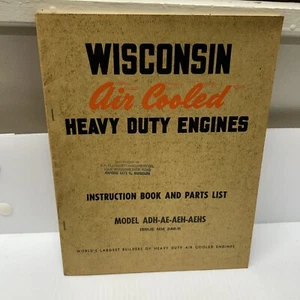 WISCONSIN
Air Cooled
HEAVY DUTY ENGINES
INSTRUCTION BOOK AND PARTS LIST
MODEL ADH-AE-AEH-AEHS
WORLD'S LARGEST BUILDERS OF HEAVY DUTY AIR COOLED ENGINES